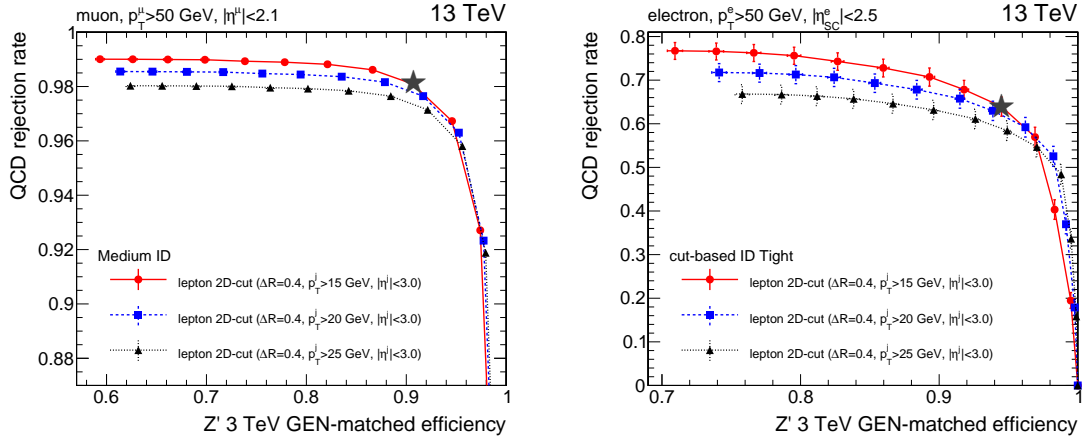 muon, p_T^μ>50 GeV, |η^μ|<2.1 13 TeV
QCD rejection rate
1
0.98
0.96
0.94
0.92
0.9
0.88
Medium ID
lepton 2D-cut (ΔR=0.4, p_T^j>15 GeV, |η^j|<3.0)
lepton 2D-cut (ΔR=0.4, p_T^j>20 GeV, |η^j|<3.0)
lepton 2D-cut (ΔR=0.4, p_T^j>25 GeV, |η^j|<3.0)
0.6 0.7 0.8 0.9 1
Z' 3 TeV GEN-matched efficiency
electron, p_T^e>50 GeV, |η_SC^e|<2.5 13 TeV
QCD rejection rate
0.8
0.7
0.6
0.5
0.4
0.3
0.2
0.1
0
cut-based ID Tight
lepton 2D-cut (ΔR=0.4, p_T^j>15 GeV, |η^j|<3.0)
lepton 2D-cut (ΔR=0.4, p_T^j>20 GeV, |η^j|<3.0)
lepton 2D-cut (ΔR=0.4, p_T^j>25 GeV, |η^j|<3.0)
0.7 0.8 0.9 1
Z' 3 TeV GEN-matched efficiency